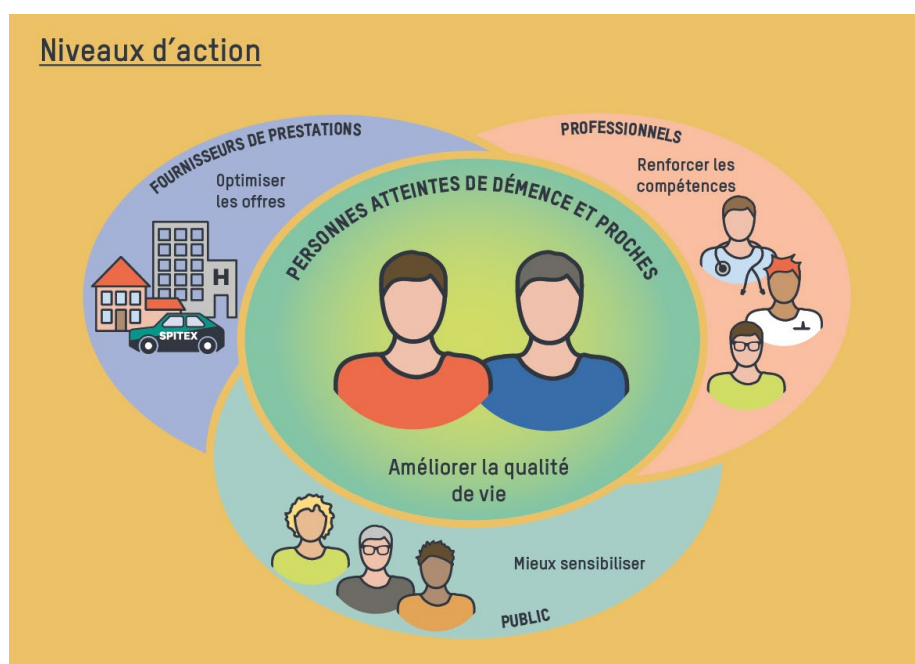 Niveaux d'action
FOURNISSEURS DE PRESTATIONS
Optimiser
les offres
H
SPITEX
PROFESSIONNELS
Renforcer les
compétences
PERSONNES ATTEINTES DE DÉMENCE ET PROCHES
Améliorer la qualité
de vie
Mieux sensibiliser
PUBLIC